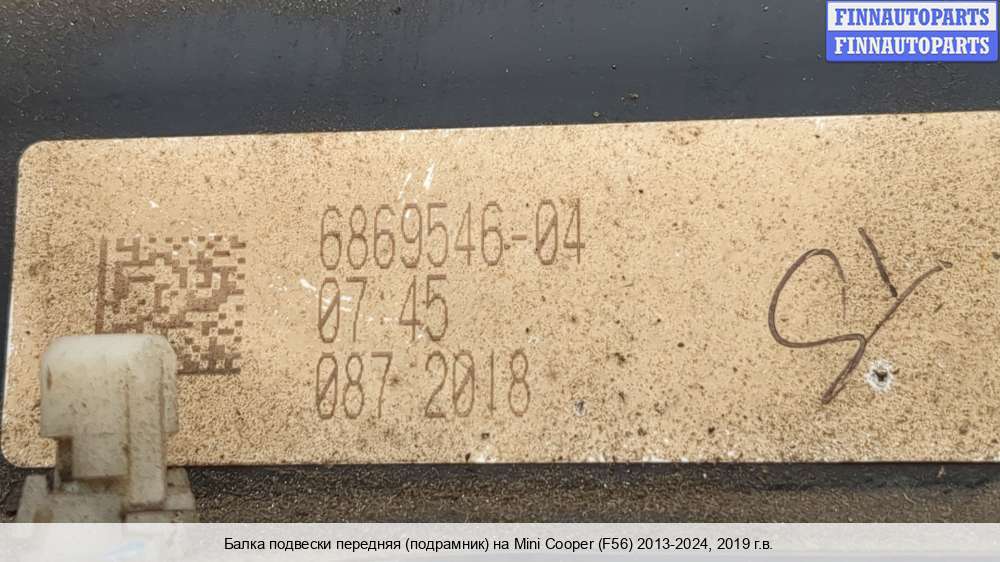 FINNAUTOPARTS
FINNAUTOPARTS
6869546-04
07 45
087 2018
Балка подвески передняя (подрамник) на Mini Cooper (F56) 2013-2024, 2019 г.в.